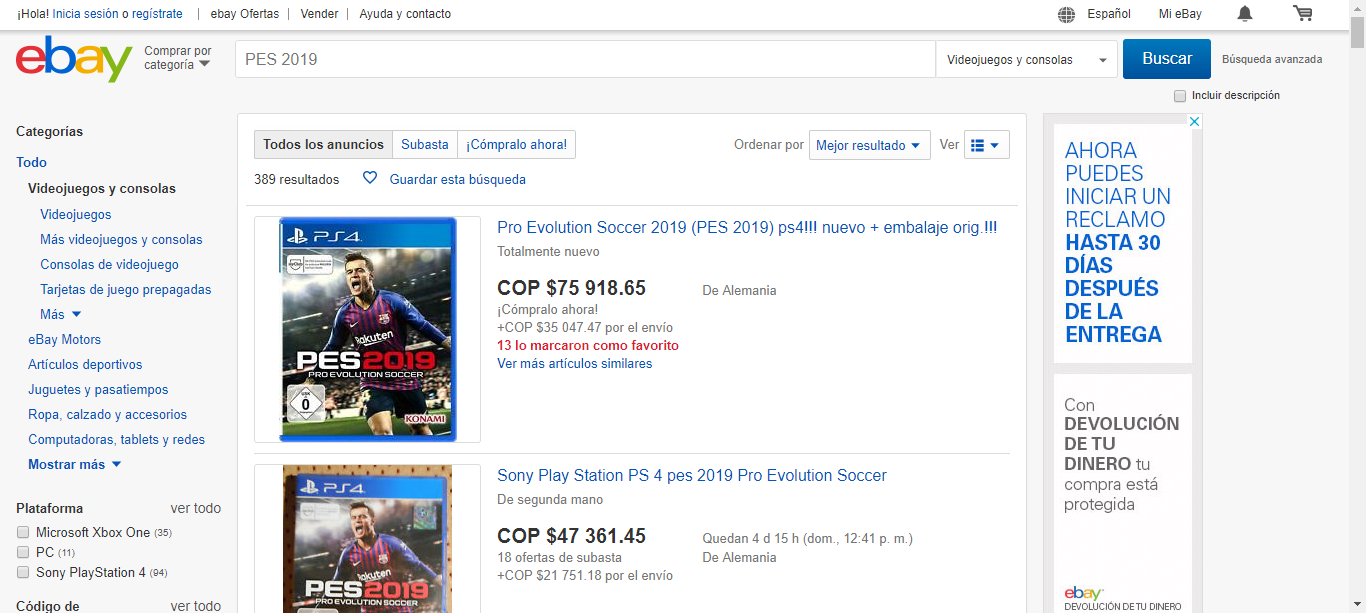 ¡Hola! Inicia sesión o regístrate | ebay Ofertas | Vender | Ayuda y contacto Español Mi eBay
ebay Comprar por categoría PES 2019 Videojuegos y consolas Buscar Búsqueda avanzada
Incluir descripción
Categorías
Todo
Videojuegos y consolas
Videojuegos
Más videojuegos y consolas
Consolas de videojuego
Tarjetas de juego prepagadas
Más
eBay Motors
Artículos deportivos
Juguetes y pasatiempos
Ropa, calzado y accesorios
Computadoras, tablets y redes
Mostrar más
Plataforma ver todo
Microsoft Xbox One (35)
PC (11)
Sony PlayStation 4 (94)
Código de ver todo
Todos los anuncios Subasta ¡Cómpralo ahora! Ordenar por Mejor resultado Ver
389 resultados Guardar esta búsqueda
PS4
myClub
Rakuten
PES2019
PRO EVOLUTION SOCCER
USK
0
KONAMI
Pro Evolution Soccer 2019 (PES 2019) ps4!!! nuevo + embalaje orig.!!!
Totalmente nuevo
COP $75 918.65 De Alemania
¡Cómpralo ahora!
+COP $35 047.47 por el envío
13 lo marcaron como favorito
Ver más artículos similares
PS4
Rakuten
PES2019
PRO EVOLUTION SOCCER
Sony Play Station PS 4 pes 2019 Pro Evolution Soccer
De segunda mano
COP $47 361.45 Quedan 4 d 15 h (dom., 12:41 p. m.)
18 ofertas de subasta De Alemania
+COP $21 751.18 por el envío
AHORA
PUEDES
INICIAR UN
RECLAMO
HASTA 30
DÍAS
DESPUÉS
DE LA
ENTREGA
Con
DEVOLUCIÓN
DE TU
DINERO tu
compra está
protegida
ebay
DEVOLUCIÓN DE TU DINERO